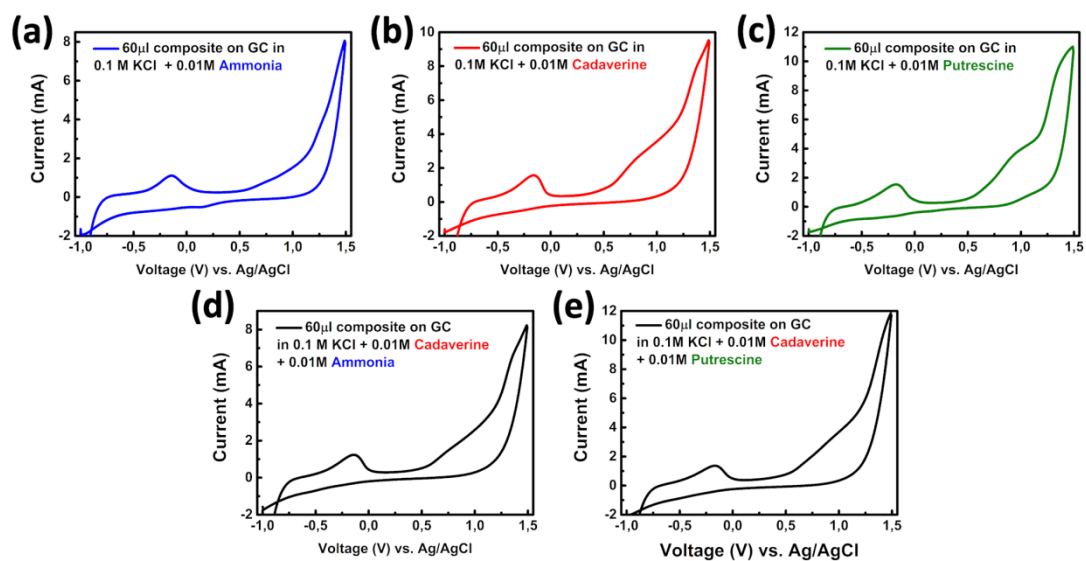 (a)
60µl composite on GC in
0.1 M KCl + 0.01M Ammonia
Current (mA)
8
6
4
2
0
-2
-1,0 -0,5 0,0 0,5 1,0 1,5
Voltage (V) vs. Ag/AgCl
(b)
60µl composite on GC in
0.1M KCl + 0.01M Cadaverine
Current (mA)
10
8
6
4
2
0
-2
-1,0 -0,5 0,0 0,5 1,0 1,5
Voltage (V) vs. Ag/AgCl
(c)
60µl composite on GC in
0.1M KCl + 0.01M Putrescine
Current (mA)
12
10
8
6
4
2
0
-2
-1,0 -0,5 0,0 0,5 1,0 1,5
Voltage (V) vs. Ag/AgCl
(d)
60µl composite on GC
in 0.1 M KCl + 0.01M Cadaverine
+ 0.01M Ammonia
Current (mA)
8
6
4
2
0
-2
-1,0 -0,5 0,0 0,5 1,0 1,5
Voltage (V) vs. Ag/AgCl
(e)
60µl composite on GC
in 0.1M KCl + 0.01M Cadaverine
+ 0.01M Putrescine
Current (mA)
12
10
8
6
4
2
0
-2
-1,0 -0,5 0,0 0,5 1,0 1,5
Voltage (V) vs. Ag/AgCl